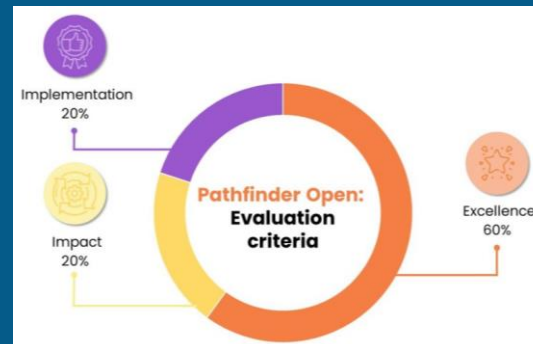 Implementation
20%
Pathfinder Open:
Evaluation
criteria
Excellence
60%
Impact
20%